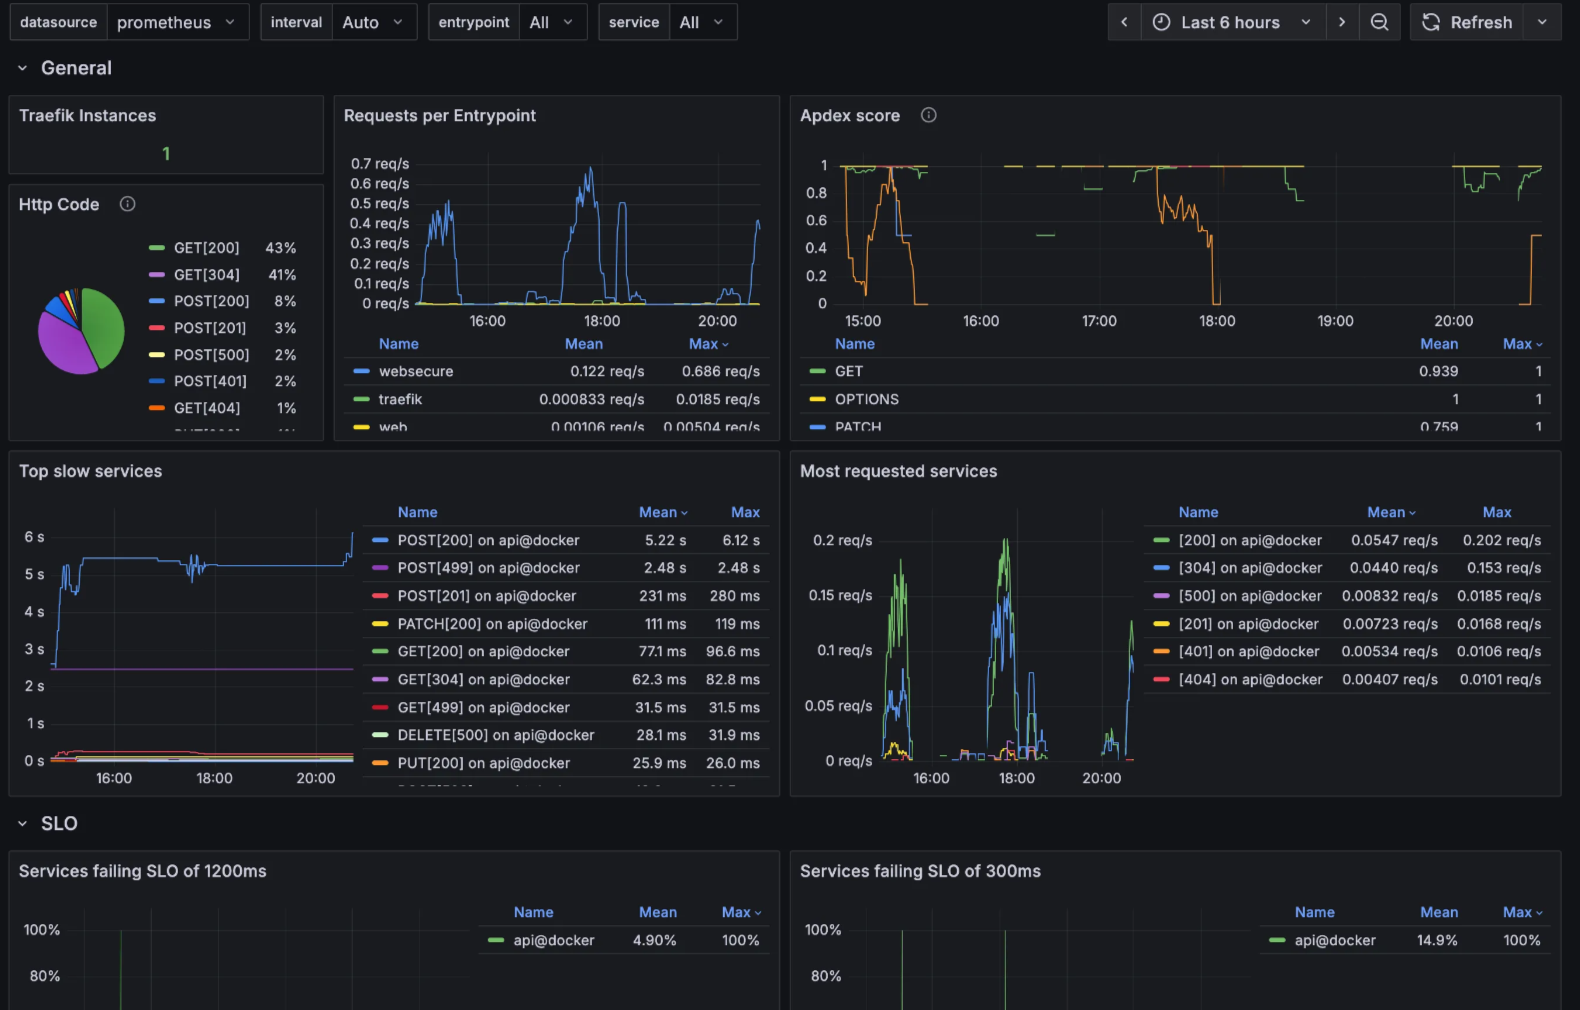 datasource prometheus interval Auto entrypoint All service All Last 6 hours Refresh
General
Traefik Instances
1
Http Code
GET[200] 43%
GET[304] 41%
POST[200] 8%
POST[201] 3%
POST[500] 2%
POST[401] 2%
GET[404] 1%
Requests per Entrypoint
0.7 req/s
0.6 req/s
0.5 req/s
0.4 req/s
0.3 req/s
0.2 req/s
0.1 req/s
0 req/s
16:00 18:00 20:00
Name Mean Max
websecure 0.122 req/s 0.686 req/s
traefik 0.000833 req/s 0.0185 req/s
web 0.00106 req/s 0.00504 req/s
Apdex score
1
0.8
0.6
0.4
0.2
0
15:00 16:00 17:00 18:00 19:00 20:00
Name Mean Max
GET 0.939 1
OPTIONS 1 1
PATCH 0.759 1
Top slow services
6 s
5 s
4 s
3 s
2 s
1 s
0 s
16:00 18:00 20:00
Name Mean Max
POST[200] on api@docker 5.22 s 6.12 s
POST[499] on api@docker 2.48 s 2.48 s
POST[201] on api@docker 231 ms 280 ms
PATCH[200] on api@docker 111 ms 119 ms
GET[200] on api@docker 77.1 ms 96.6 ms
GET[304] on api@docker 62.3 ms 82.8 ms
GET[499] on api@docker 31.5 ms 31.5 ms
DELETE[500] on api@docker 28.1 ms 31.9 ms
PUT[200] on api@docker 25.9 ms 26.0 ms
Most requested services
0.2 req/s
0.15 req/s
0.1 req/s
0.05 req/s
0 req/s
16:00 18:00 20:00
Name Mean Max
[200] on api@docker 0.0547 req/s 0.202 req/s
[304] on api@docker 0.0440 req/s 0.153 req/s
[500] on api@docker 0.00832 req/s 0.0185 req/s
[201] on api@docker 0.00723 req/s 0.0168 req/s
[401] on api@docker 0.00534 req/s 0.0106 req/s
[404] on api@docker 0.00407 req/s 0.0101 req/s
SLO
Services failing SLO of 1200ms
100%
80%
Name Mean Max
api@docker 4.90% 100%
Services failing SLO of 300ms
100%
80%
Name Mean Max
api@docker 14.9% 100%